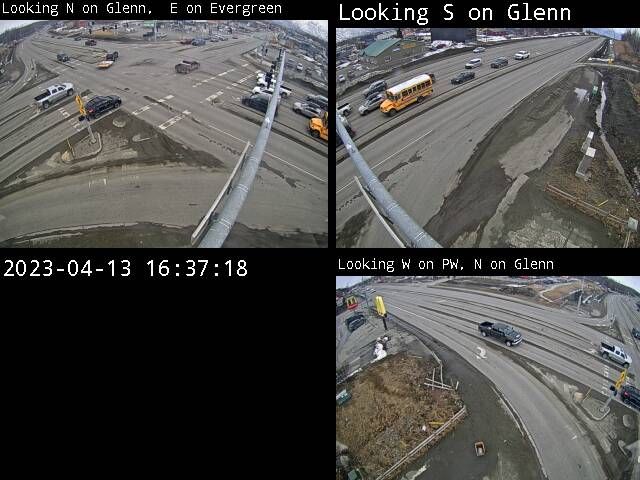 Looking N on Glenn,  E on Evergreen
Looking S on Glenn
2023-04-13 16:37:18
Looking W on PW, N on Glenn